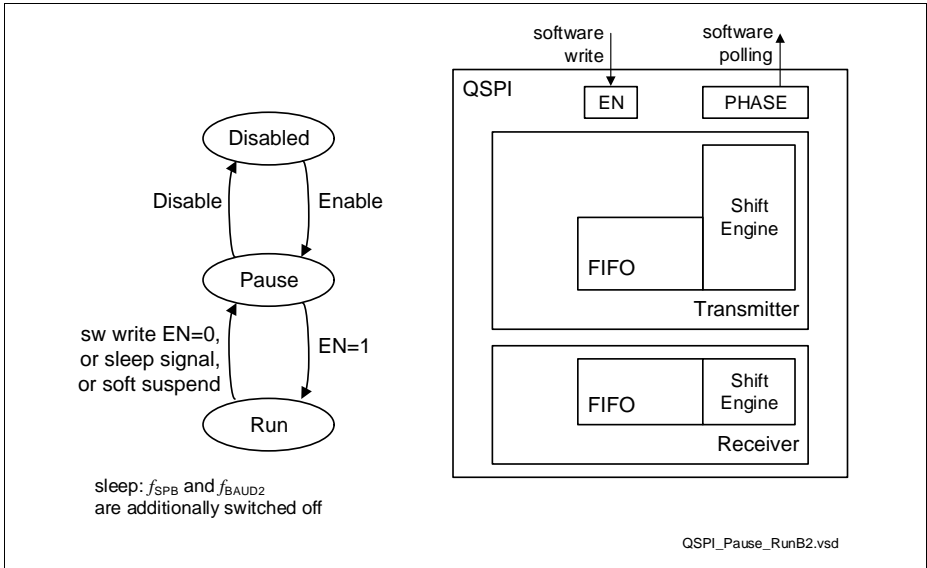 Disabled
Disable
Enable
Pause
sw write EN=0,
or sleep signal,
or soft suspend
EN=1
Run
sleep: fSPB and fBAUD2
are additionally switched off
software
write
software
polling
QSPI
EN
PHASE
Shift
Engine
FIFO
Transmitter
Shift
Engine
FIFO
Receiver
QSPI_Pause_RunB2.vsd